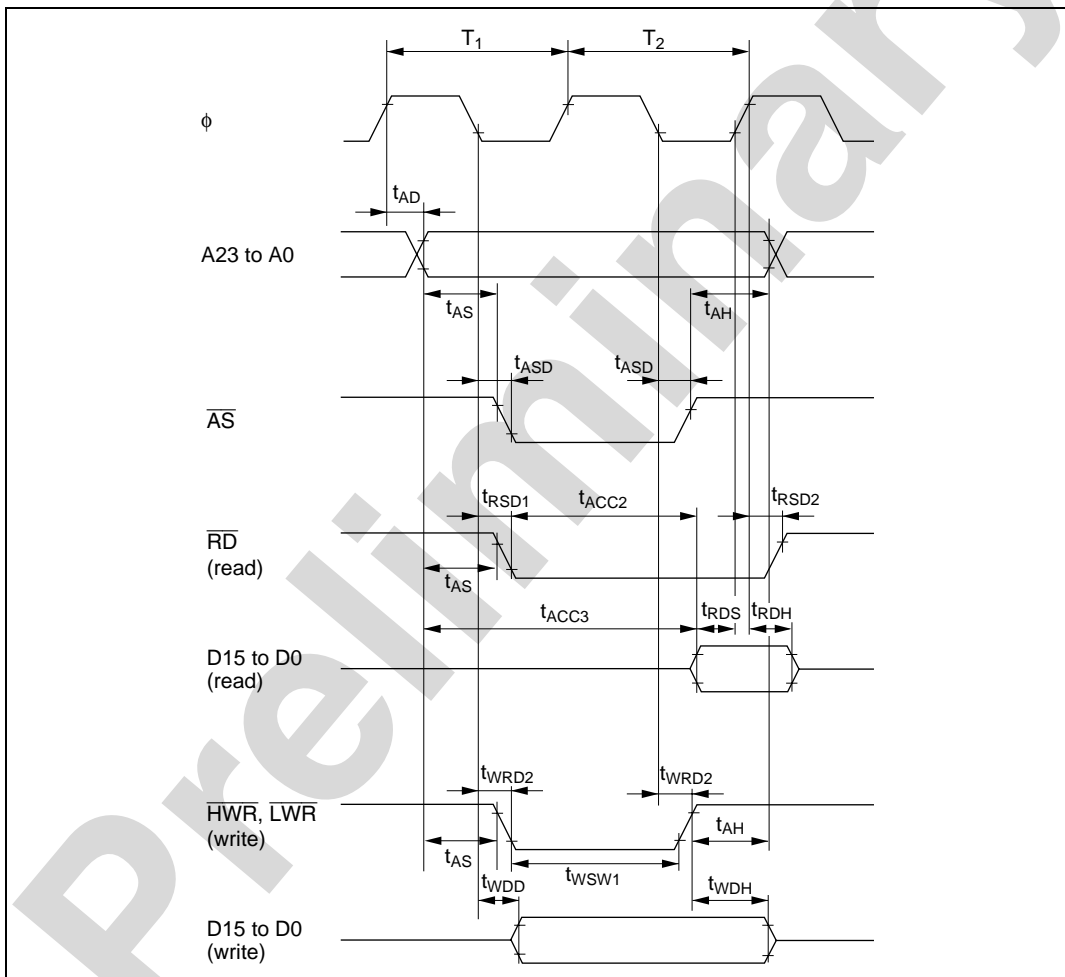 T1 T2
ϕ
tAD
A23 to A0
tAS tAH
tASD tASD
AS
tRSD1 tACC2 tRSD2
RD
(read)
tAS
tACC3 tRDS tRDH
D15 to D0
(read)
tWRD2 tWRD2
HWR, LWR
(write)
tAS tWSW1 tAH
tWDD tWDH
D15 to D0
(write)
Preliminary